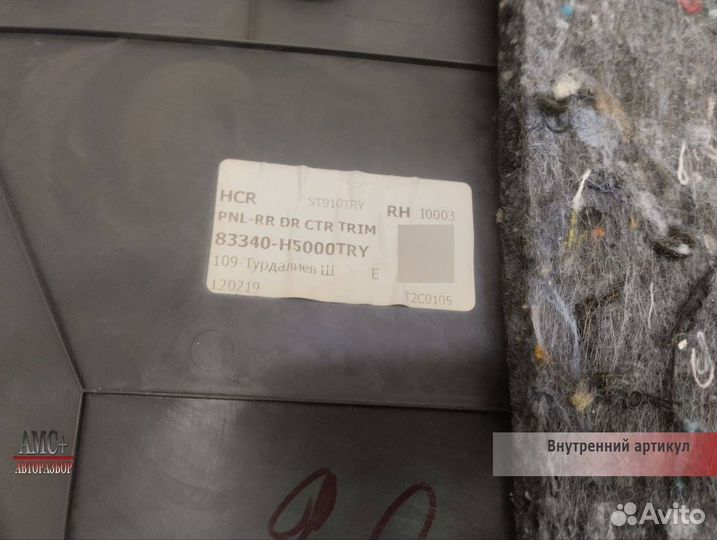 HCR ST910TRY RH I0003
PNL-RR DR CTR TRIM
83340-H5000TRY
109-Турдалиев Ш E
120219 T2C0105
АМС+
АВТОРАЗБОР
Внутренний артикул
Avito